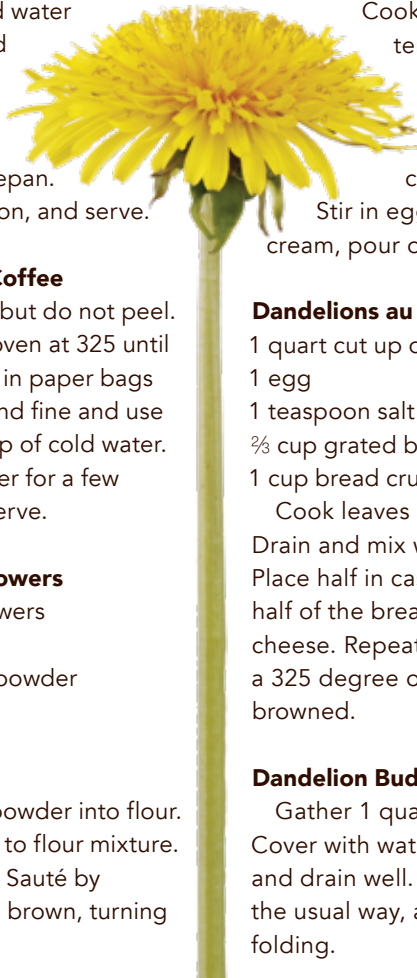 d water
d
epan.
on, and serve.
Coffee
but do not peel.
oven at 325 until
in paper bags
nd fine and use
p of cold water.
er for a few
erve.
owers
wers
powder
powder into flour.
to flour mixture.
Sauté by
brown, turning
Cook
te
c
Stir in eg
cream, pour o
Dandelions au
1 quart cut up
1 egg
1 teaspoon salt
⅔ cup grated b
1 cup bread cru
Cook leaves
Drain and mix w
Place half in ca
half of the brea
cheese. Repeat
a 325 degree o
browned.
Dandelion Bud
Gather 1 qua
Cover with wat
and drain well.
the usual way, a
folding.